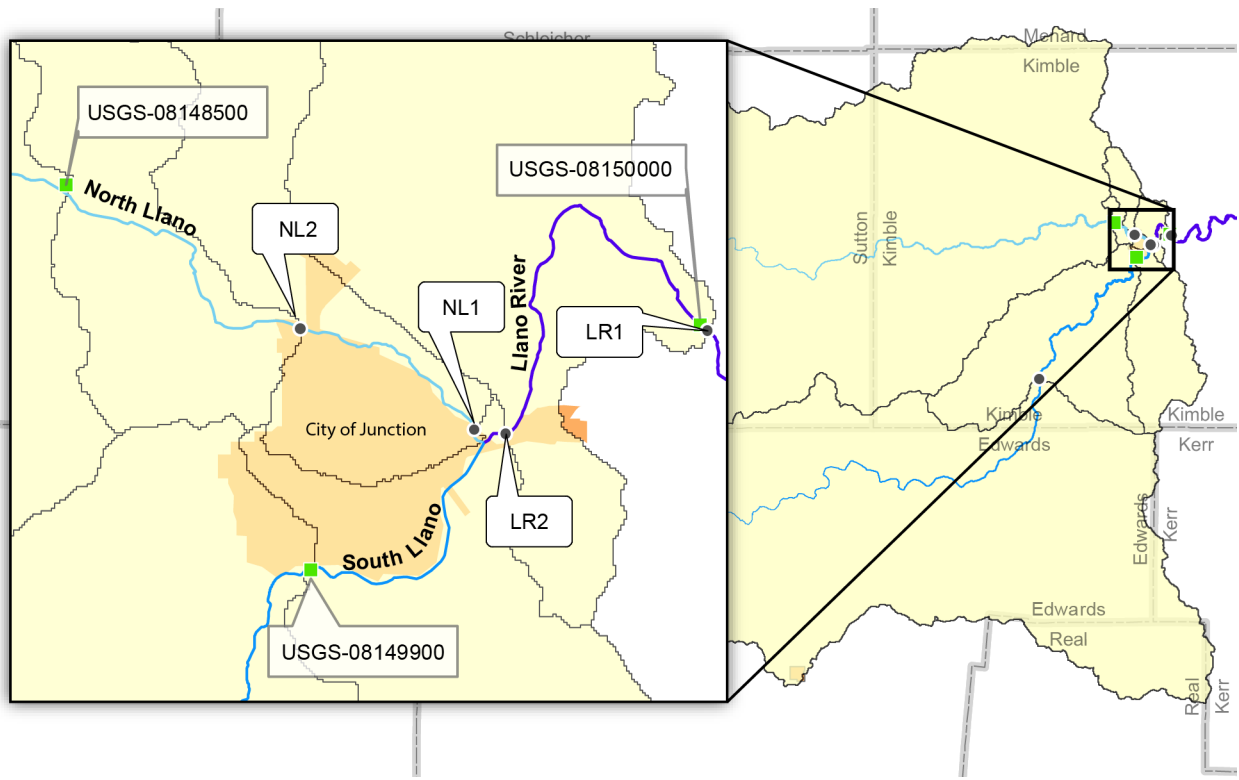 Schleicher
Menard
Kimble
USGS-08148500
USGS-08150000
North Llano
NL2
Sutton
Kimble
NL1
Llano River
LR1
City of Junction
Kimble
Edwards
Kimble
Kerr
LR2
South Llano
Edwards
Kerr
USGS-08149900
Edwards
Real
Real
Kerr